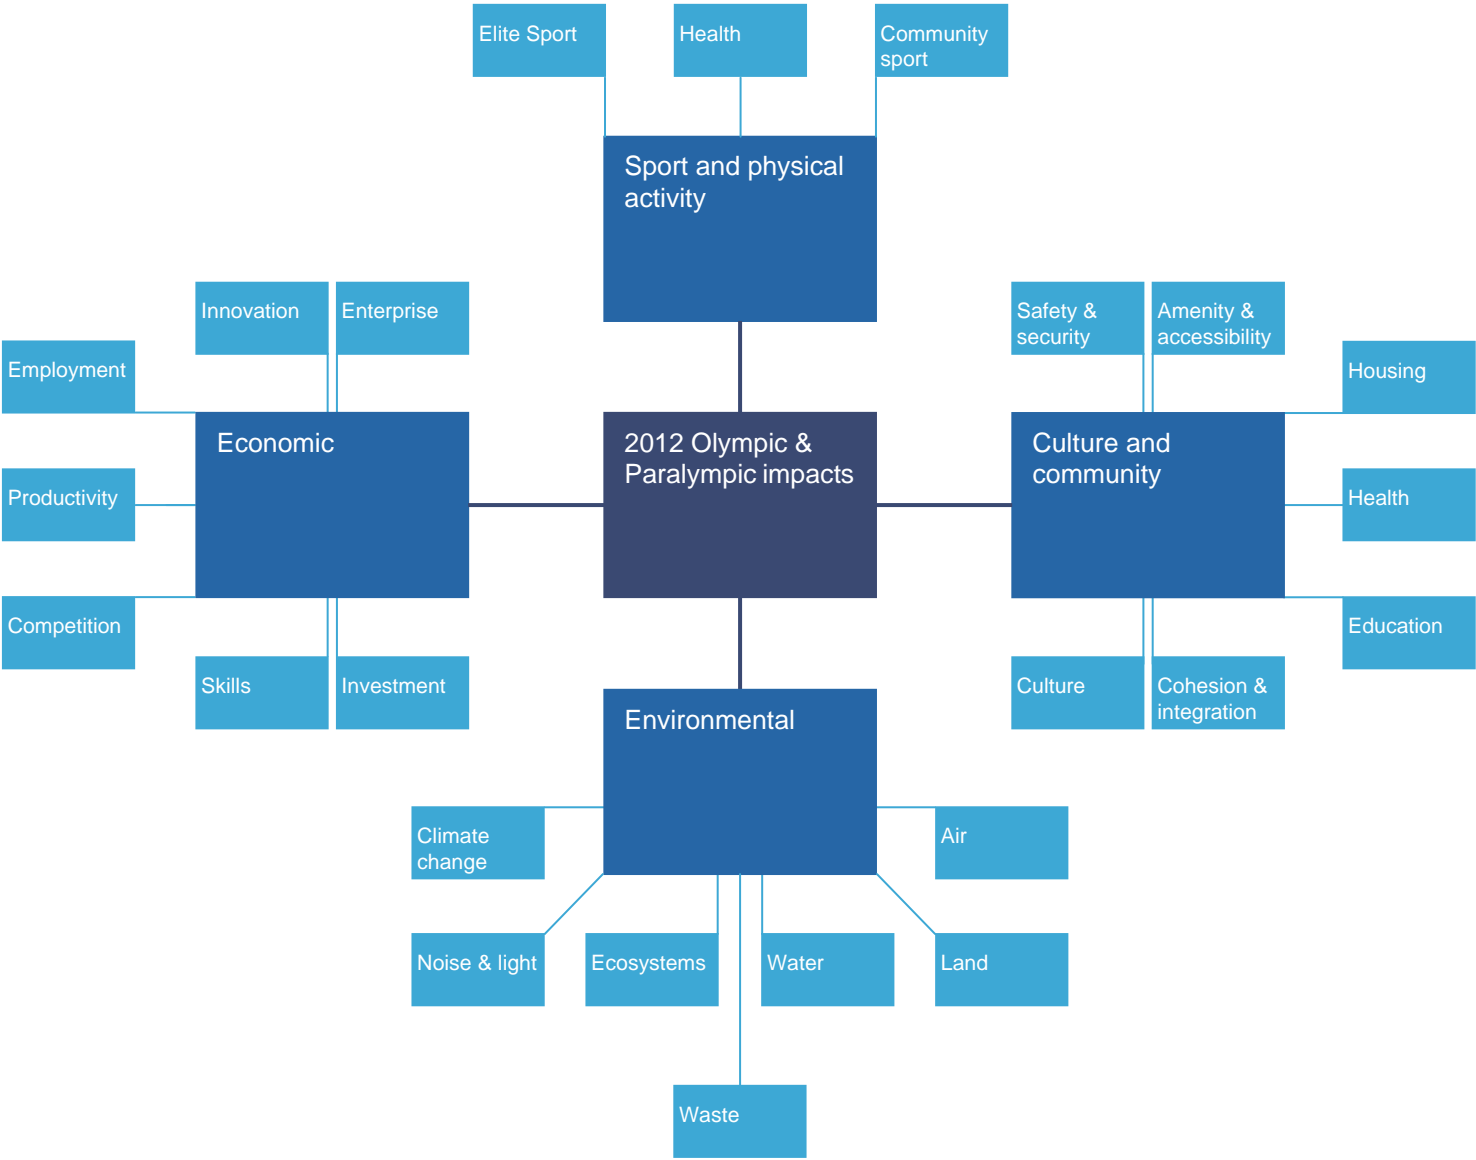 Elite Sport
Health
Community
sport
Sport and physical
activity
Innovation
Enterprise
Safety &
security
Amenity &
accessibility
Employment
Housing
Economic
2012 Olympic &
Paralympic impacts
Culture and
community
Productivity
Health
Competition
Education
Skills
Investment
Culture
Cohesion &
integration
Environmental
Climate
change
Air
Noise & light
Ecosystems
Water
Land
Waste